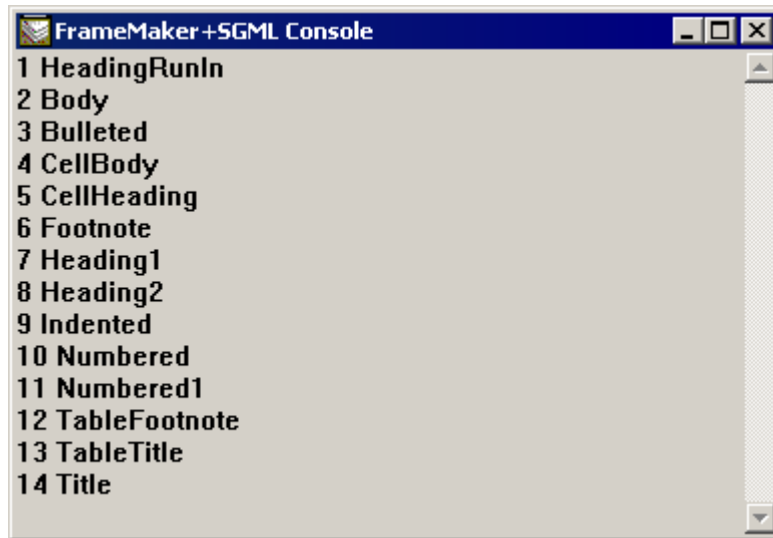 FrameMaker+SGML Console
1 HeadingRunIn
2 Body
3 Bulleted
4 CellBody
5 CellHeading
6 Footnote
7 Heading1
8 Heading2
9 Indented
10 Numbered
11 Numbered1
12 TableFootnote
13 TableTitle
14 Title